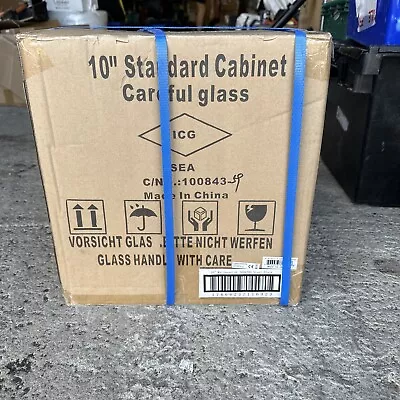 10" Standard Cabinet
Careful glass
ICG
SEA
C/No.:100843-
Made In China
VORSICHT GLAS .BITTE NICHT WERFEN
GLASS HANDLE WITH CARE